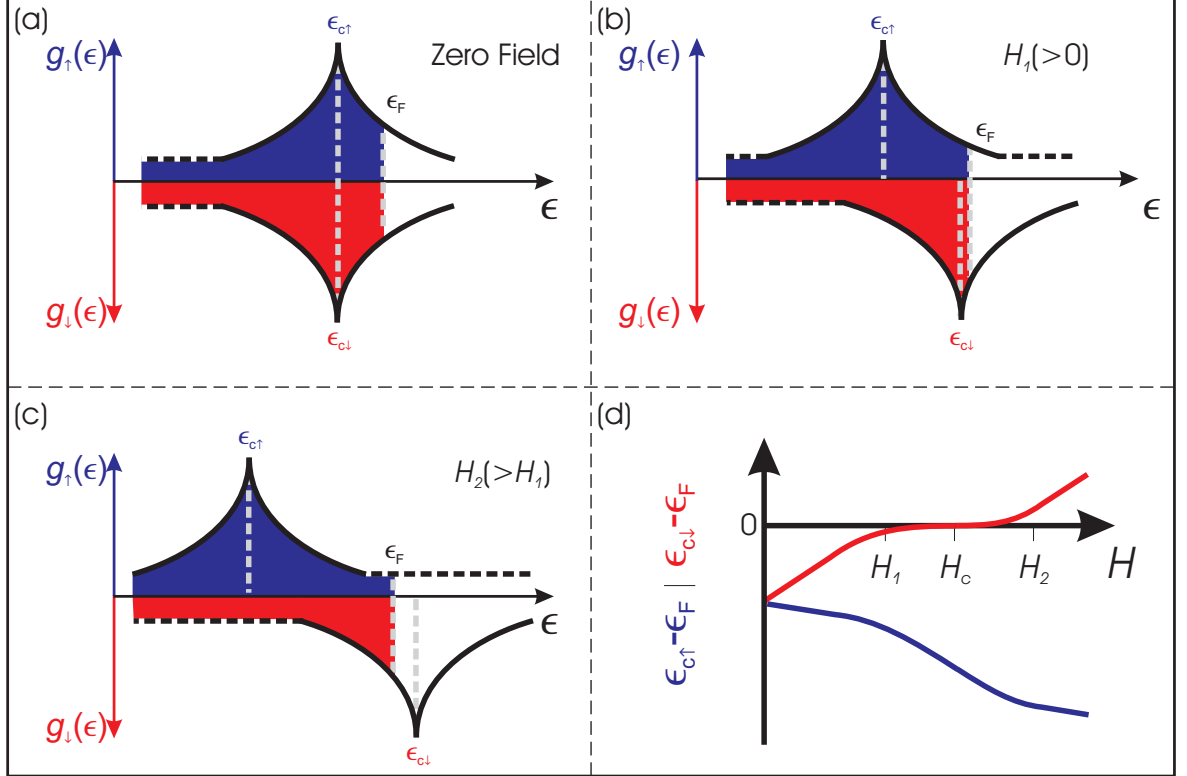 (a)
ϵc↑
g↑(ϵ)
Zero Field
ϵF
ϵ
g↓(ϵ)
ϵc↓
(b)
ϵc↑
g↑(ϵ)
H1(>0)
ϵF
ϵ
g↓(ϵ)
ϵc↓
(c)
ϵc↑
g↑(ϵ)
H2(>H1)
ϵF
ϵ
g↓(ϵ)
ϵc↓
(d)
ϵc↑-ϵF | ϵc↓-ϵF
0
H1
Hc
H2
H